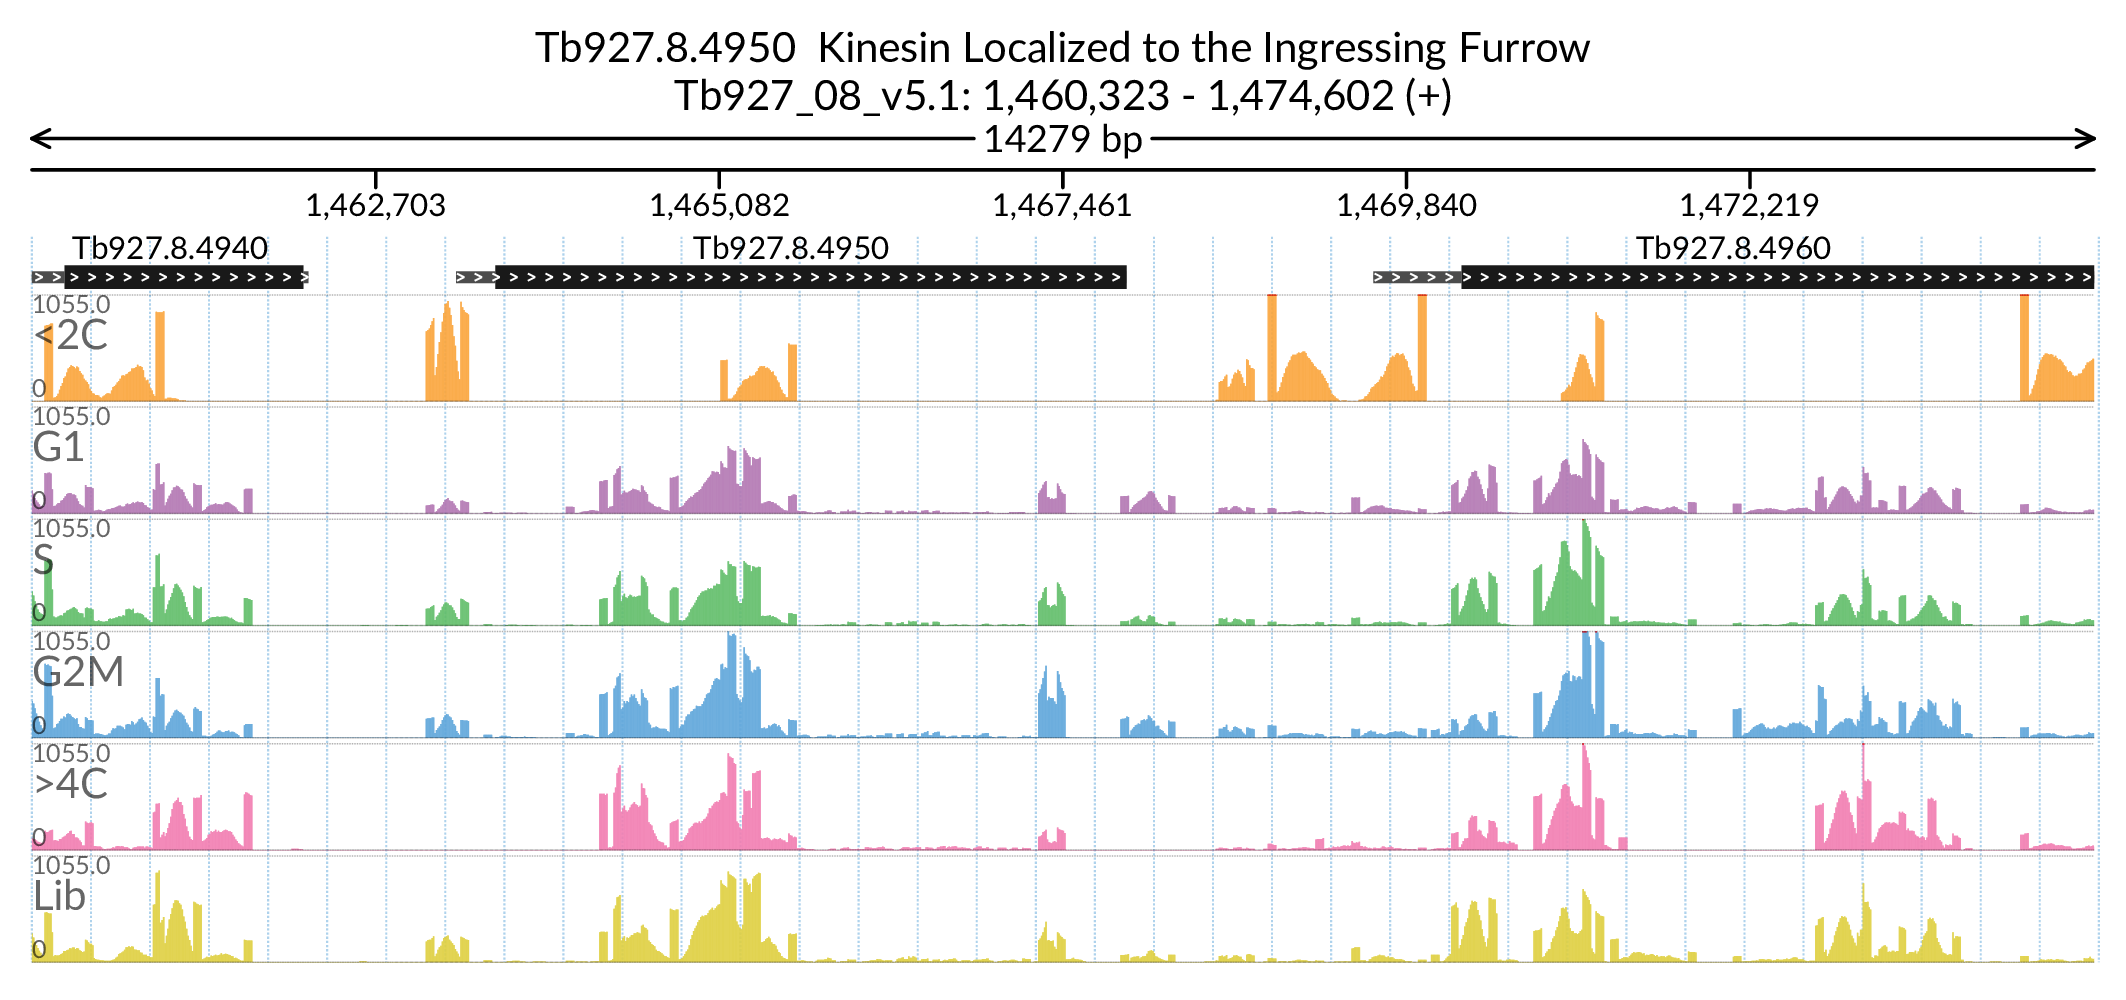 Tb927.8.4950  Kinesin Localized to the Ingressing Furrow
Tb927_08_v5.1: 1,460,323 - 1,474,602 (+)
14279 bp
1,462,703 1,465,082 1,467,461 1,469,840 1,472,219
Tb927.8.4940 Tb927.8.4950 Tb927.8.4960
1055.0
<2C
0
1055.0
G1
0
1055.0
S
0
1055.0
G2M
0
1055.0
>4C
0
1055.0
Lib
0